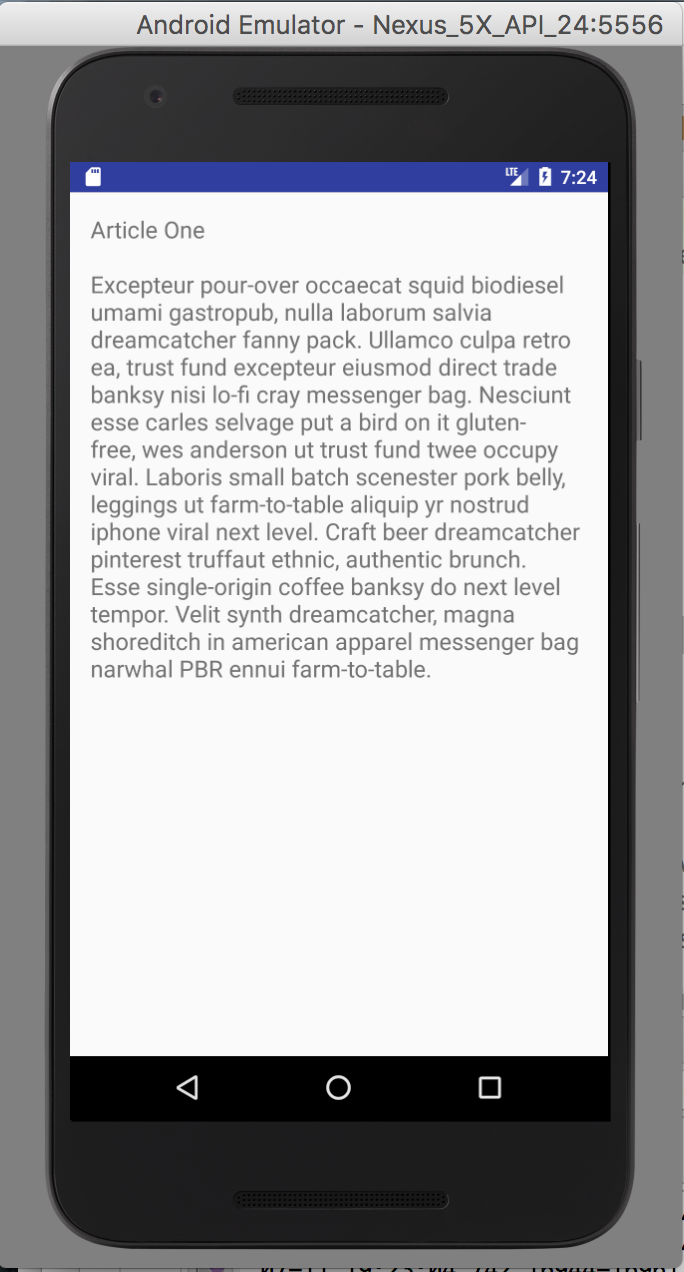 Android Emulator - Nexus_5X_API_24:5556
LTE 7:24
Article One
Excepteur pour-over occaecat squid biodiesel
umami gastropub, nulla laborum salvia
dreamcatcher fanny pack. Ullamco culpa retro
ea, trust fund excepteur eiusmod direct trade
banksy nisi lo-fi cray messenger bag. Nesciunt
esse carles selvage put a bird on it gluten-
free, wes anderson ut trust fund twee occupy
viral. Laboris small batch scenester pork belly,
leggings ut farm-to-table aliquip yr nostrud
iphone viral next level. Craft beer dreamcatcher
pinterest truffaut ethnic, authentic brunch.
Esse single-origin coffee banksy do next level
tempor. Velit synth dreamcatcher, magna
shoreditch in american apparel messenger bag
narwhal PBR ennui farm-to-table.